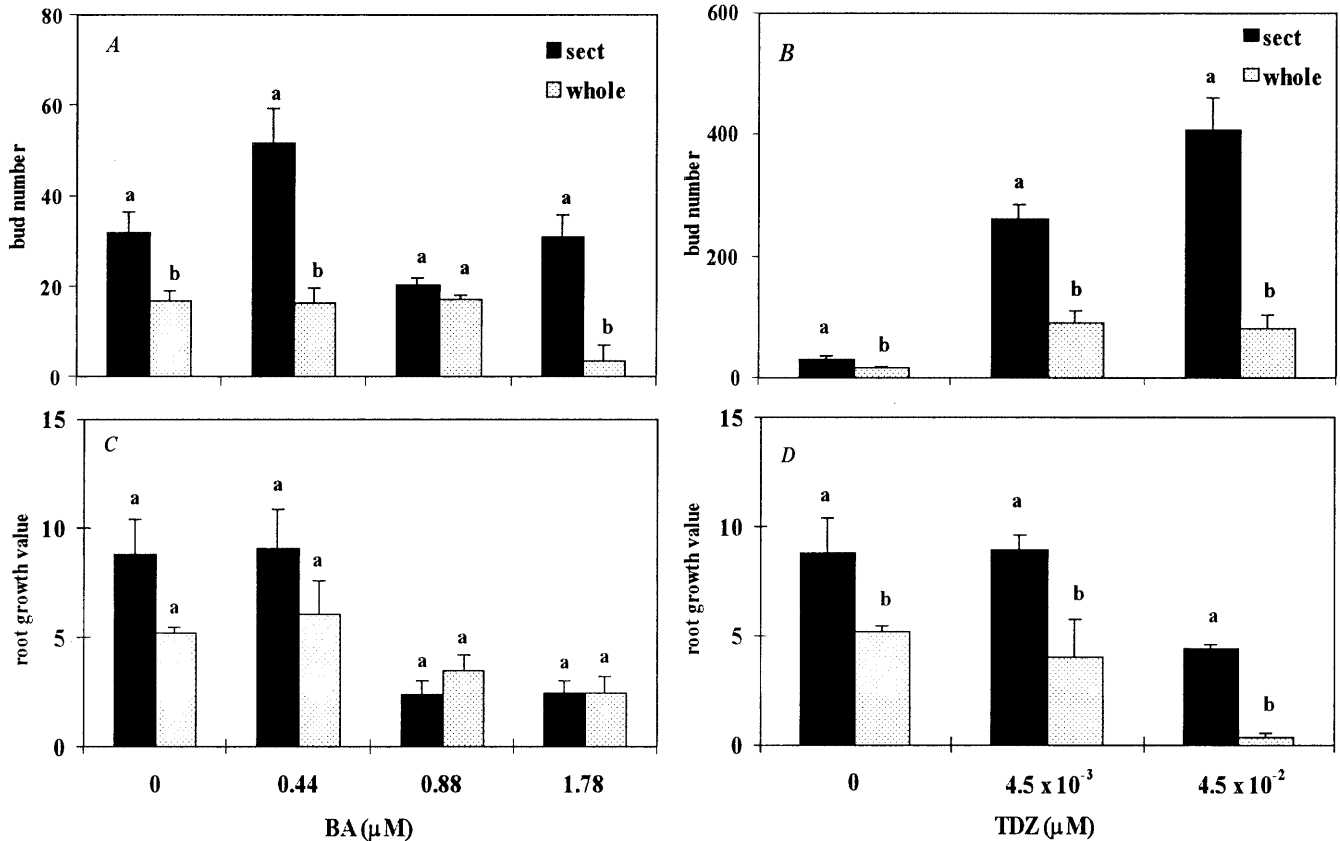 A
sect
whole
bud number
80
60
40
20
0
a
b
a
b
a
a
a
b
B
sect
whole
bud number
600
400
200
0
a
b
a
b
a
b
C
root growth value
15
10
5
0
a
a
a
a
a
a
a
a
0
0.44
0.88
1.78
BA (µM)
D
root growth value
15
10
5
0
a
b
a
b
a
b
0
4.5 x 10⁻³
4.5 x 10⁻²
TDZ (µM)